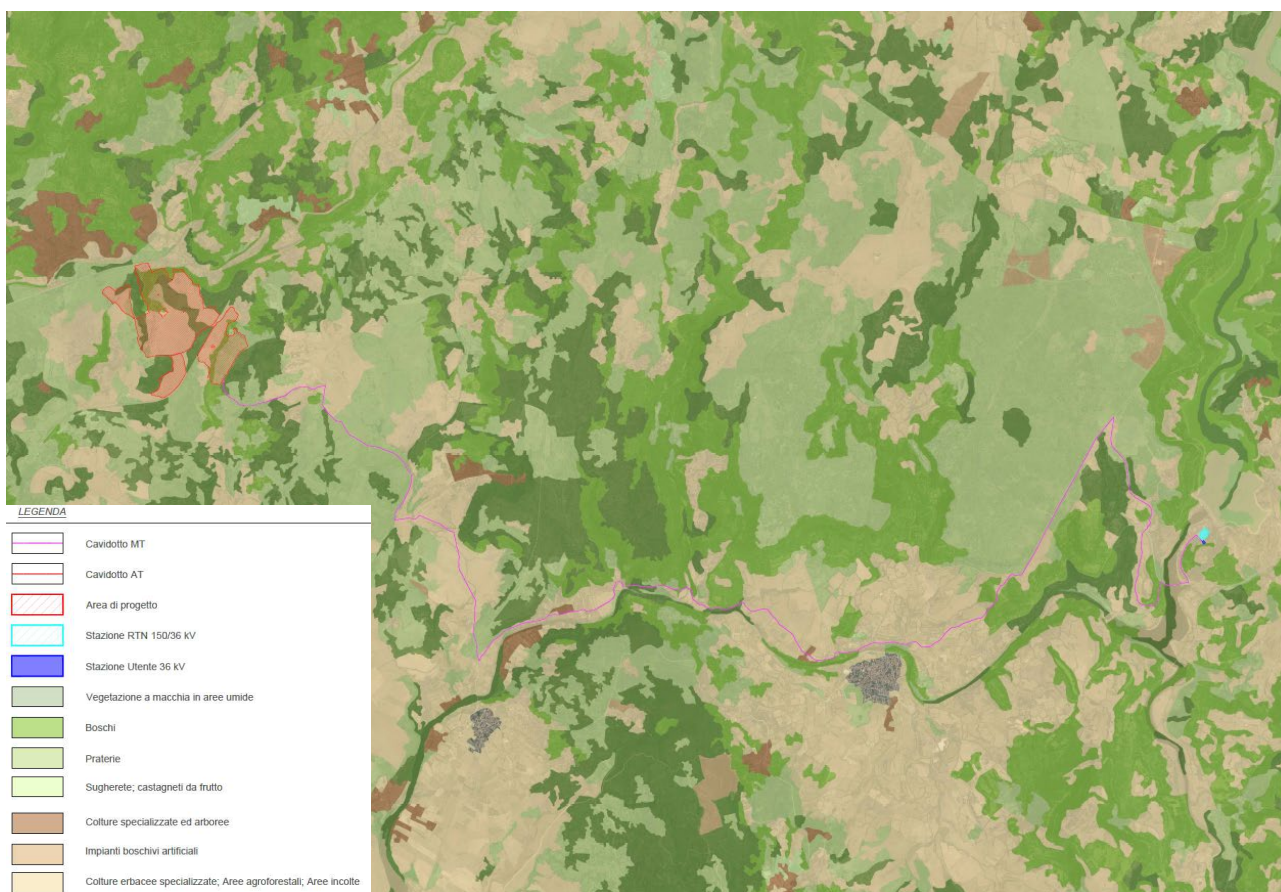 LEGENDA
Cavidotto MT
Cavidotto AT
Area di progetto
Stazione RTN 150/36 kV
Stazione Utente 36 kV
Vegetazione a macchia in aree umide
Boschi
Praterie
Sugherete; castagneti da frutto
Colture specializzate ed arboree
Impianti boschivi artificiali
Colture erbacee specializzate; Aree agroforestali; Aree incolte